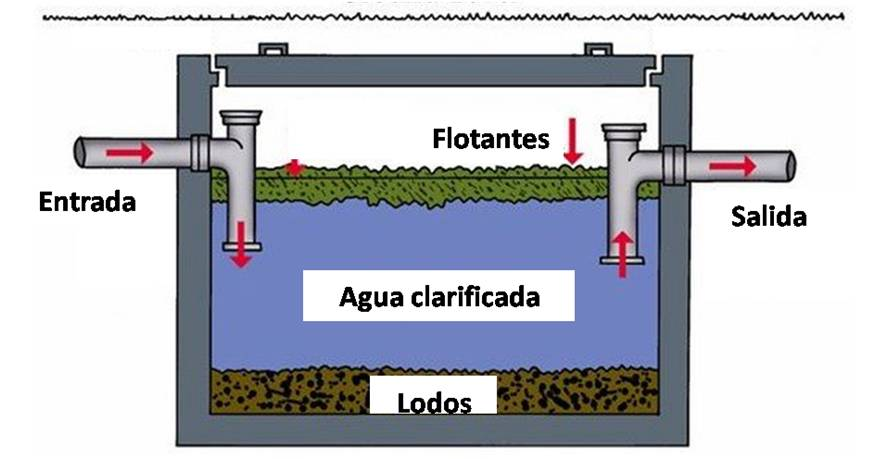 Flotantes
Entrada
Salida
Agua clarificada
Lodos